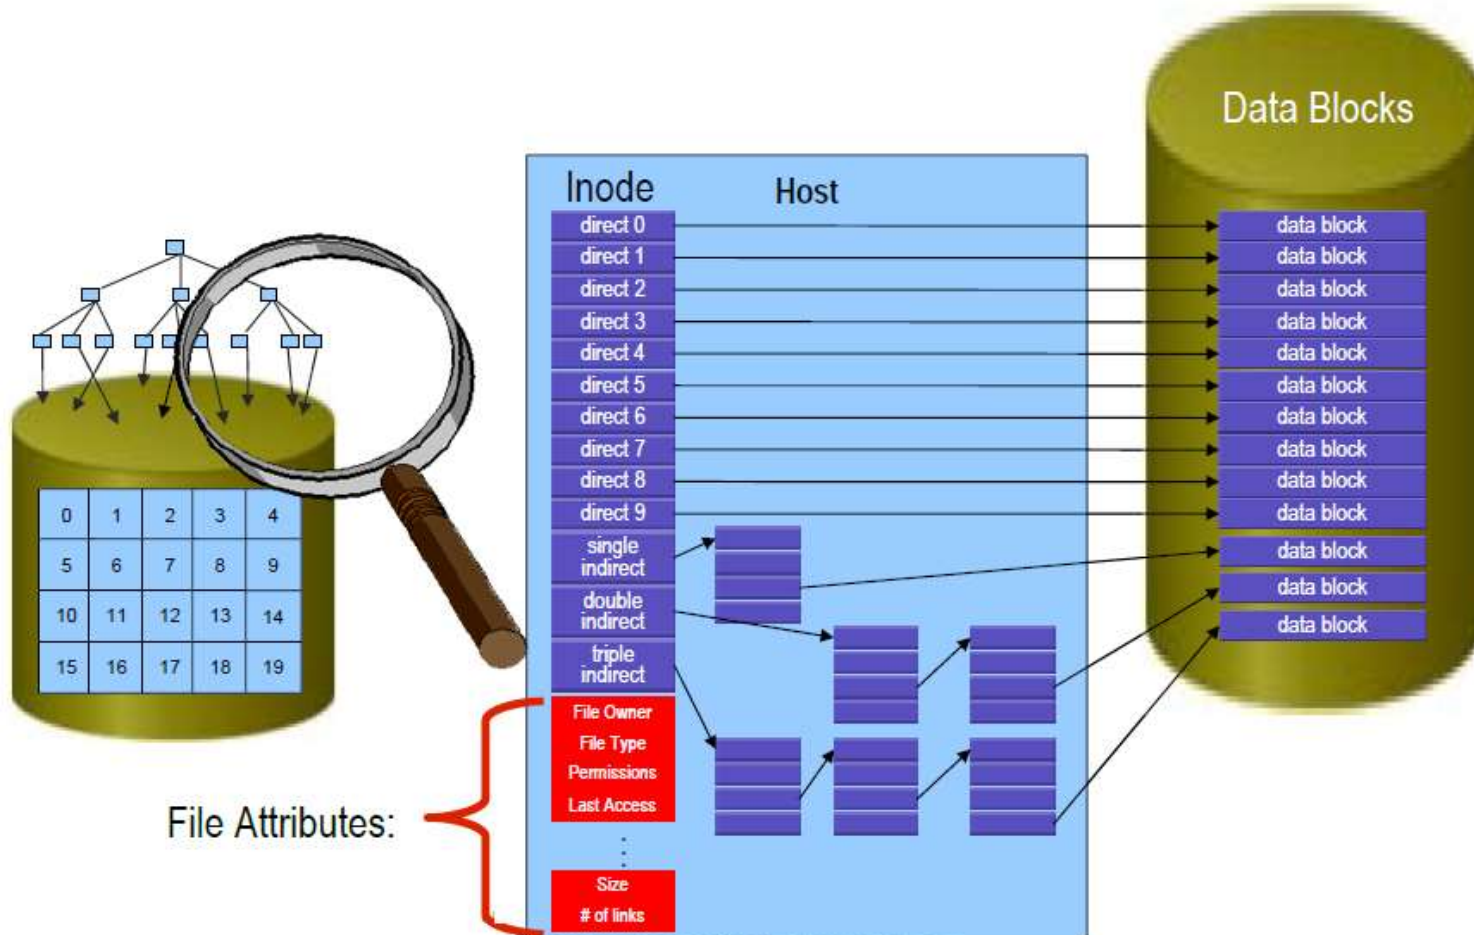 Data Blocks
Inode
Host
direct 0
data block
direct 1
data block
direct 2
data block
direct 3
data block
direct 4
data block
direct 5
data block
direct 6
data block
direct 7
data block
direct 8
data block
direct 9
data block
single
indirect
data block
double
indirect
data block
triple
indirect
data block
0 1 2 3 4
5 6 7 8 9
10 11 12 13 14
15 16 17 18 19
File Attributes:
File Owner
File Type
Permissions
Last Access
Size
# of links